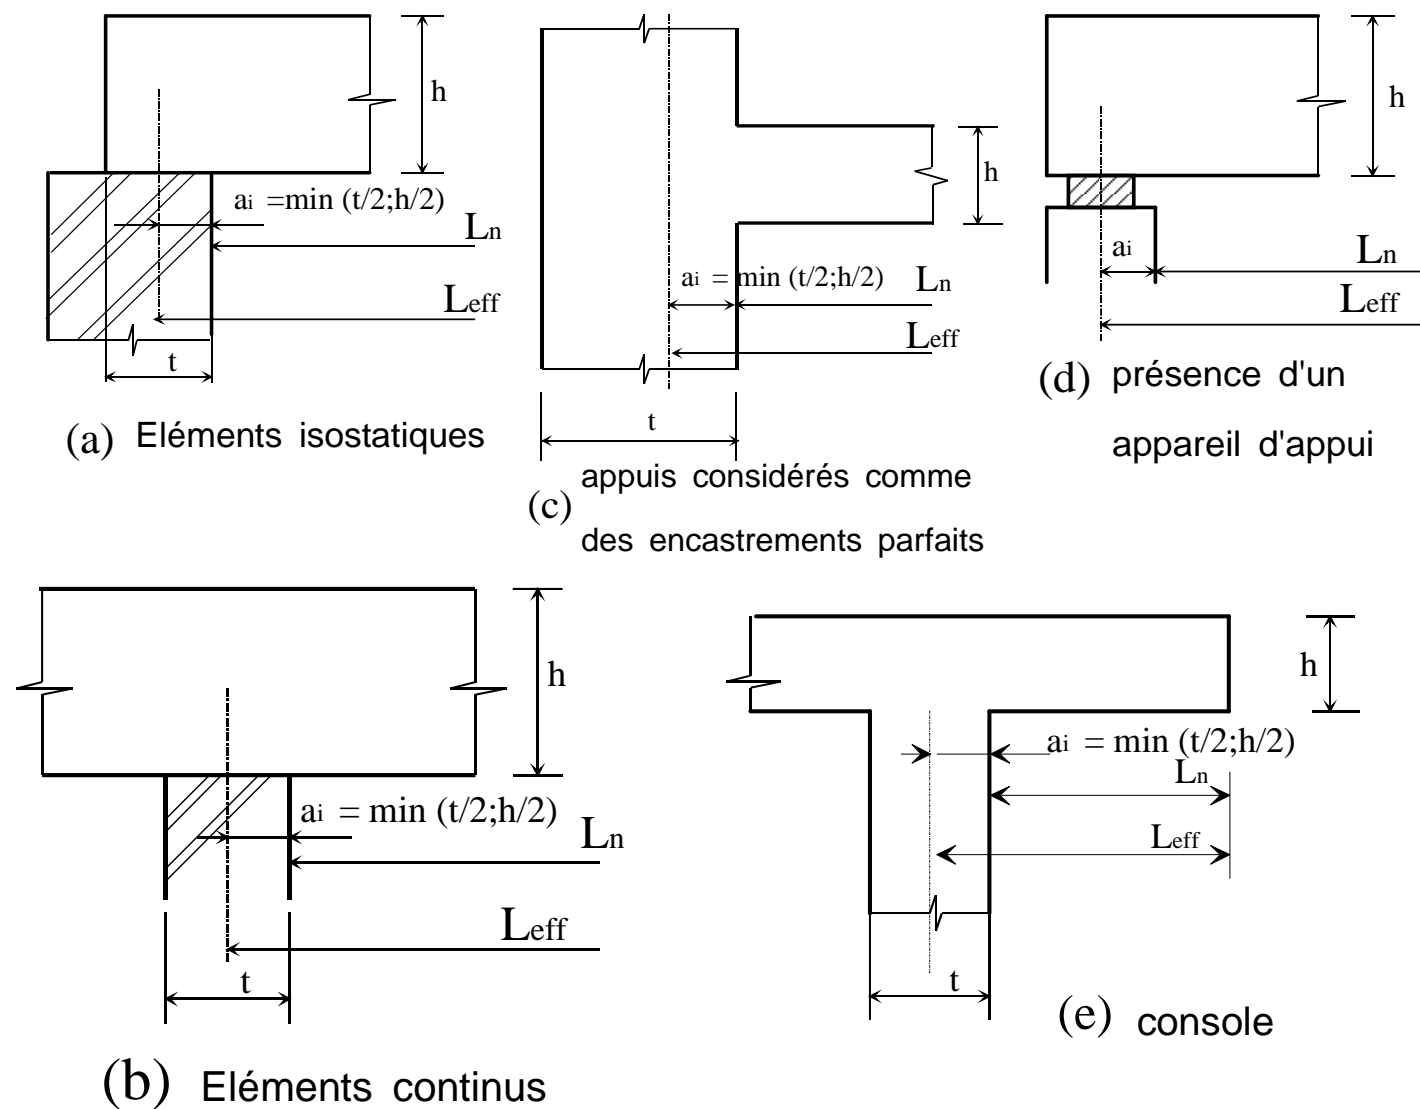 h
ai =min (t/2;h/2)
Ln
Leff
t
(a) Eléments isostatiques
h
ai = min (t/2;h/2)
Ln
Leff
t
(c) appuis considérés comme
des encastrements parfaits
h
ai
Ln
Leff
(d) présence d'un
appareil d'appui
h
ai = min (t/2;h/2)
Ln
Leff
t
(b) Eléments continus
h
ai = min (t/2;h/2)
Ln
Leff
t
(e) console